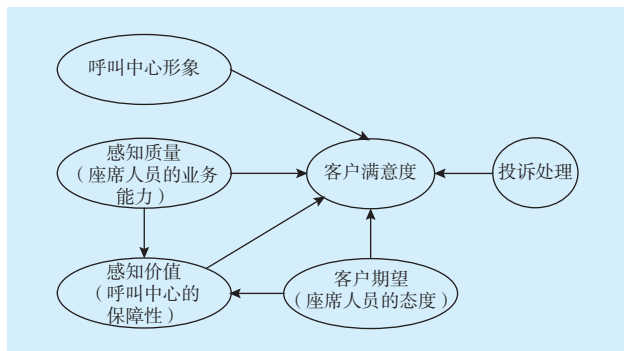 呼叫中心形象
感知质量
（座席人员的业务
能力）
客户满意度
投诉处理
感知价值
（呼叫中心的
保障性）
客户期望
（座席人员的态度）